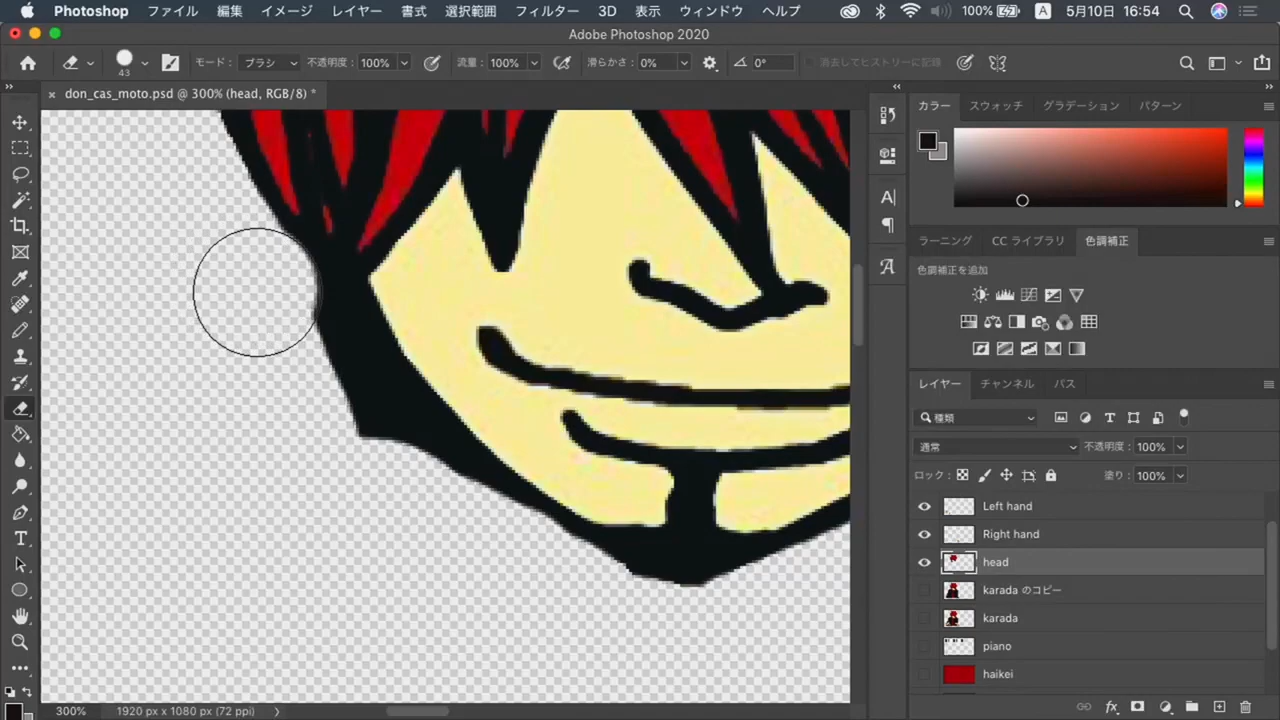 Photoshop ファイル 編集 イメージ レイヤー 書式 選択範囲 フィルター 3D 表示 ウィンドウ ヘルプ 100% A 5月10日 16:54
Adobe Photoshop 2020
43 モード： ブラシ 不透明度： 100% 流量： 100% 滑らかさ： 0% 0° 消去してヒストリーに記録
× don_cas_moto.psd @ 300% (head, RGB/8) *
カラー スウォッチ グラデーション パターン
ラーニング CC ライブラリ 色調補正
色調補正を追加
レイヤー チャンネル パス
種類
通常 不透明度： 100%
ロック： 塗り： 100%
Left hand
Right hand
head
karada のコピー
karada
piano
haikei
300% 1920 px x 1080 px (72 ppi)